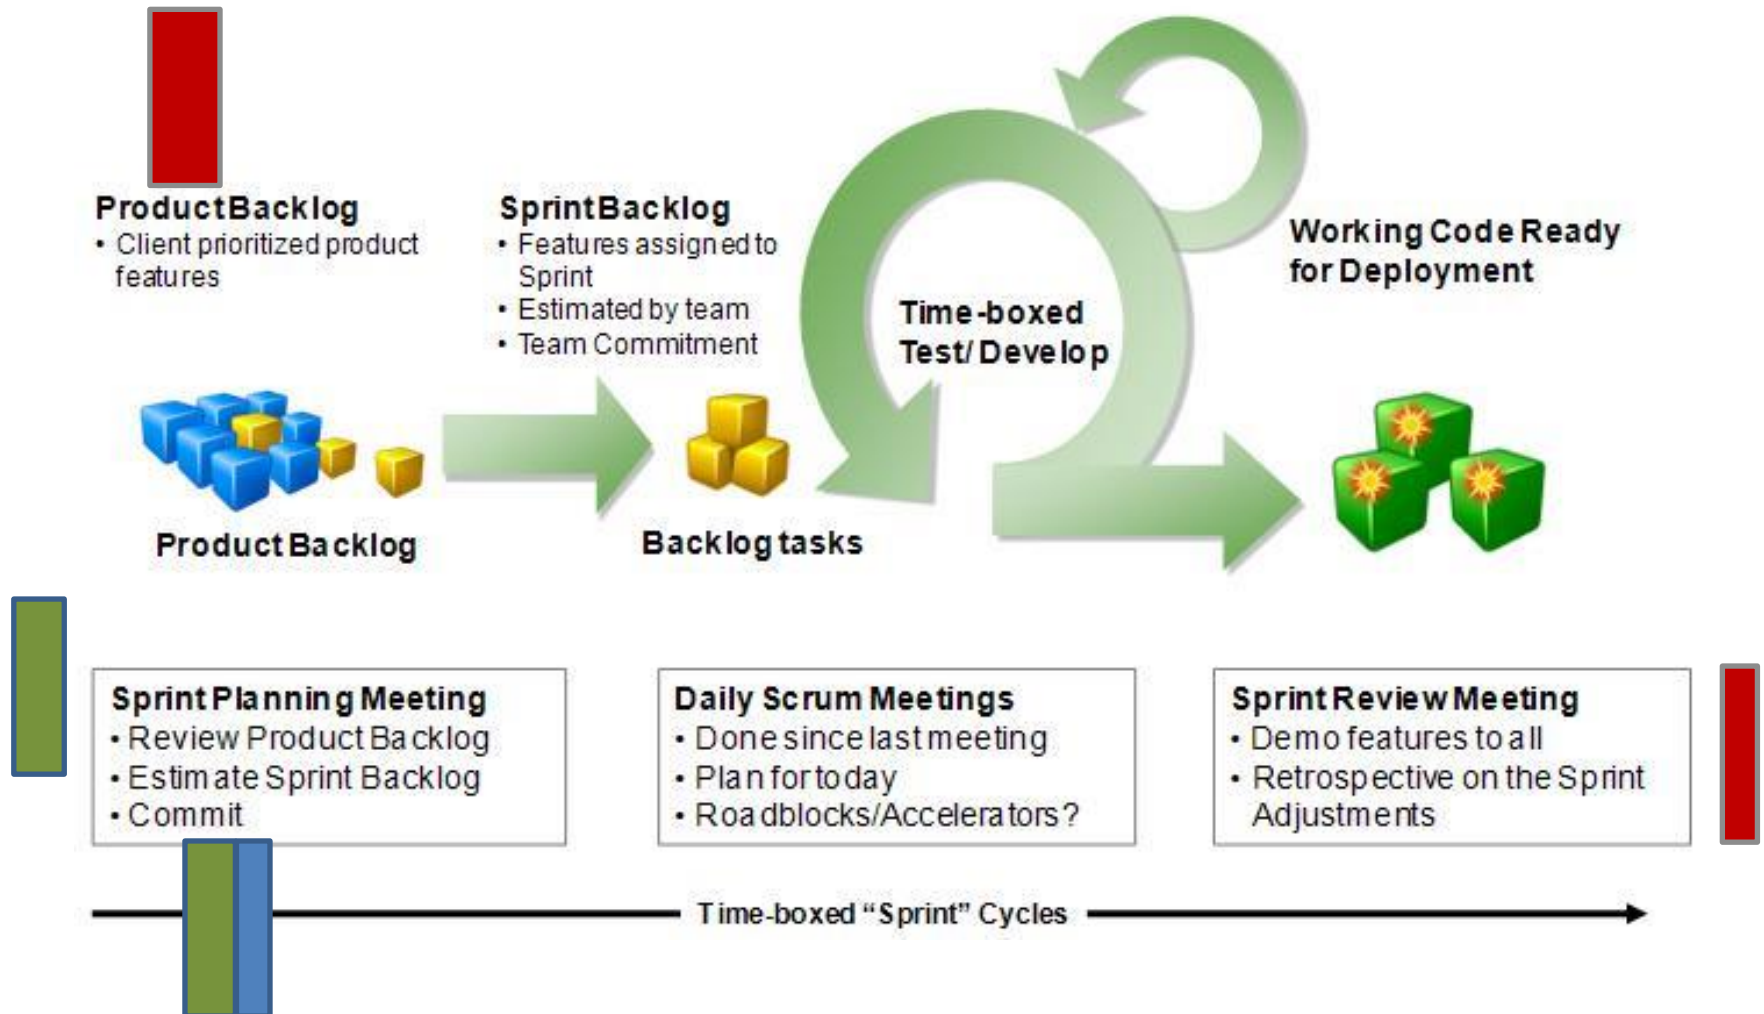 Product Backlog
• Client prioritized product
features
Sprint Backlog
• Features assigned to
Sprint
• Estimated by team
• Team Commitment
Time-boxed
Test/ Develop
Working Code Ready
for Deployment
Product Backlog
Backlog tasks
Sprint Planning Meeting
• Review Product Backlog
• Estimate Sprint Backlog
• Commit
Daily Scrum Meetings
• Done since last meeting
• Plan for today
• Roadblocks/Accelerators?
Sprint Review Meeting
• Demo features to all
• Retrospective on the Sprint
Adjustments
Time-boxed “Sprint” Cycles